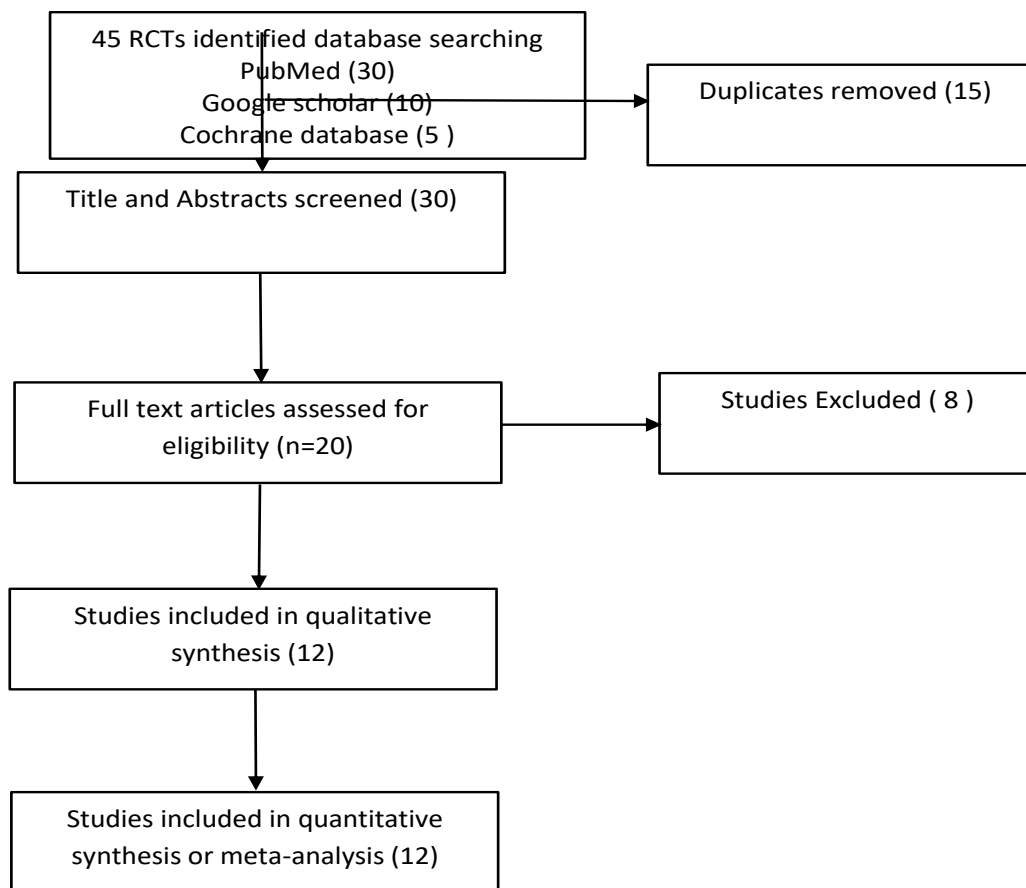 45 RCTs identified database searching
PubMed (30)
Google scholar (10)
Cochrane database (5 )
Duplicates removed (15)
Title and Abstracts screened (30)
Full text articles assessed for
eligibility (n=20)
Studies Excluded ( 8 )
Studies included in qualitative
synthesis (12)
Studies included in quantitative
synthesis or meta-analysis (12)